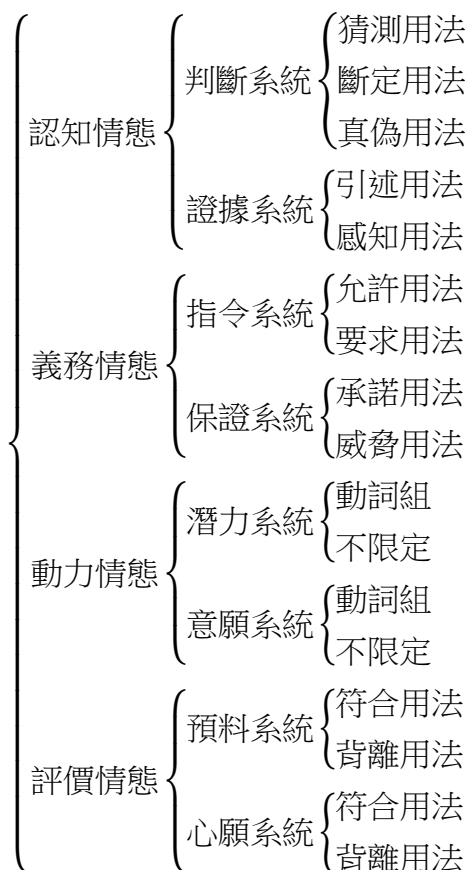 認知情態
判斷系統
猜測用法
斷定用法
真偽用法
證據系統
引述用法
感知用法
義務情態
指令系統
允許用法
要求用法
保證系統
承諾用法
威脅用法
動力情態
潛力系統
動詞組
不限定
意願系統
動詞組
不限定
評價情態
預料系統
符合用法
背離用法
心願系統
符合用法
背離用法